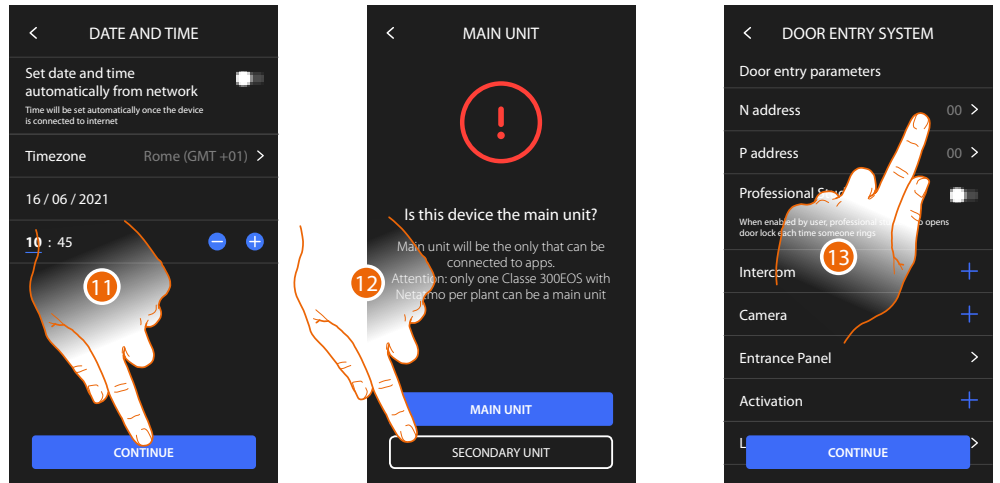 DATE AND TIME
Set date and time
automatically from network
Time will be set automatically once the device
is connected to internet
Timezone Rome (GMT +01)
16 / 06 / 2021
10 : 45
11
CONTINUE
MAIN UNIT
Is this device the main unit?
Main unit will be the only that can be
connected to apps.
Attention: only one Classe 300EOS with
Netatmo per plant can be a main unit
12
MAIN UNIT
SECONDARY UNIT
DOOR ENTRY SYSTEM
Door entry parameters
N address 00
P address 00
Professional
When enabled by user, professional opens
door lock each time someone rings
13
Intercom
Camera
Entrance Panel
Activation
CONTINUE